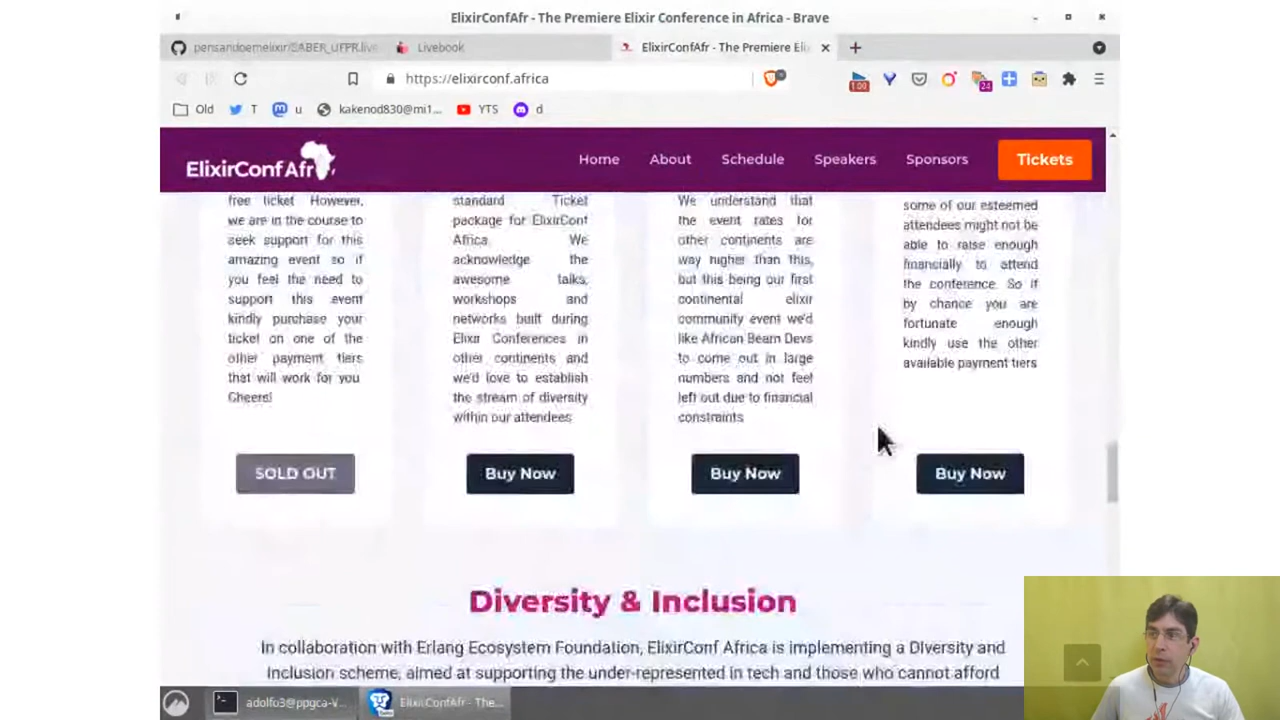 ElixirConfAfr - The Premiere Elixir Conference in Africa - Brave
pensandoemelixir/SABER_UFPR.live
Livebook
ElixirConfAfr - The Premiere Eli
https://elixirconf.africa
1.00
24
Old
T
u
kakenod830@mi1...
YTS
d
ElixirConfAfr
Home
About
Schedule
Speakers
Sponsors
Tickets
free ticket However,
we are in the course to
seek support for this
amazing event so if
you feel the need to
support this event
kindly purchase your
ticket on one of the
other payment tiers
that will work for you
Cheers!
SOLD OUT
standard Ticket
package for ElixirConf
Africa. We
acknowledge the
awesome talks,
workshops and
networks built during
Elixir Conferences in
other continents and
we'd love to establish
the stream of diversity
within our attendees
Buy Now
We understand that
the event rates for
other continents are
way higher than this,
but this being our first
continental elixir
community event we'd
like African Beam Devs
to come out in large
numbers and not feel
left out due to financial
constraints
Buy Now
some of our esteemed
attendees might not be
able to raise enough
financially to attend
the conference. So if
by chance you are
fortunate enough
kindly use the other
available payment tiers
Buy Now
Diversity & Inclusion
In collaboration with Erlang Ecosystem Foundation, ElixirConf Africa is implementing a Diversity and
Inclusion scheme, aimed at supporting the under-represented in tech and those who cannot afford
adolfo3@ppgca-V...
ElixirConfAfr - The...